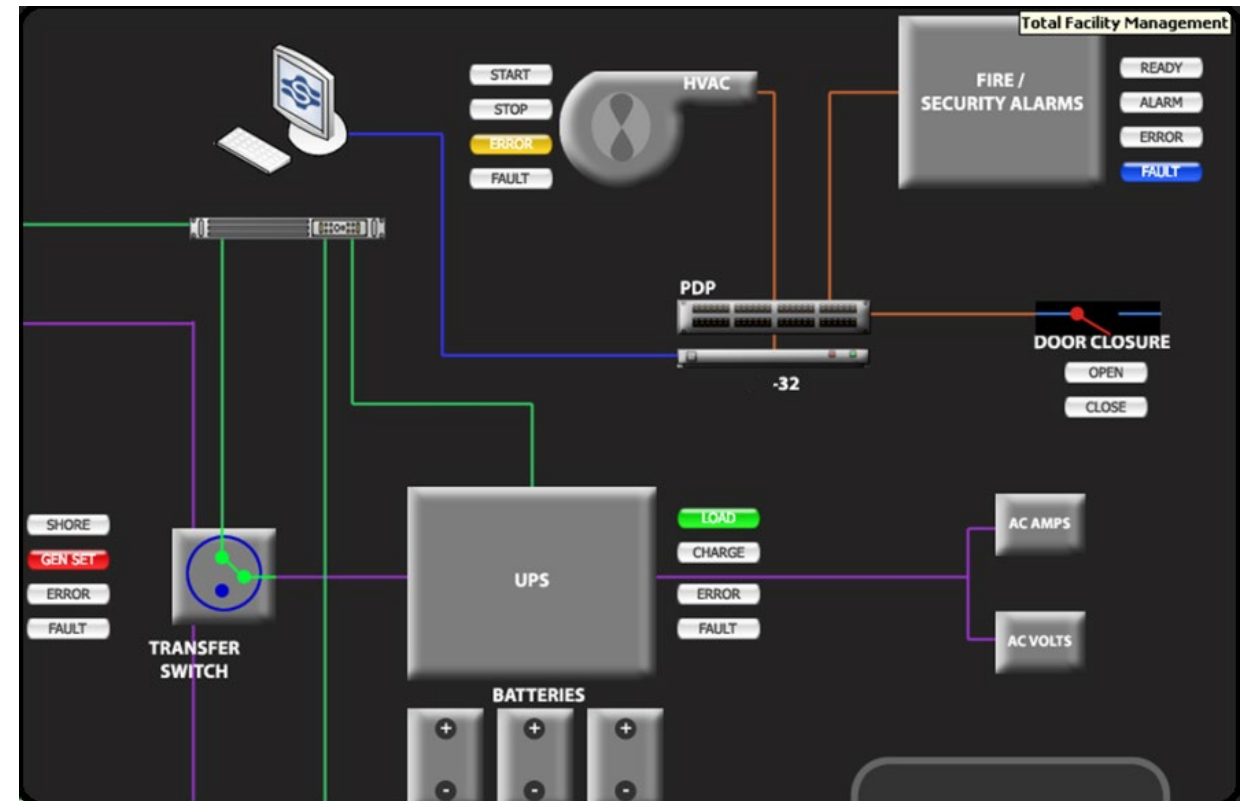 Total Facility Management
START
STOP
ERROR
FAULT
HVAC
FIRE /
SECURITY ALARMS
READY
ALARM
ERROR
FAULT
PDP
-32
DOOR CLOSURE
OPEN
CLOSE
SHORE
GEN SET
ERROR
FAULT
TRANSFER
SWITCH
UPS
LOAD
CHARGE
ERROR
FAULT
AC AMPS
AC VOLTS
BATTERIES
+
+
+
-
-
-